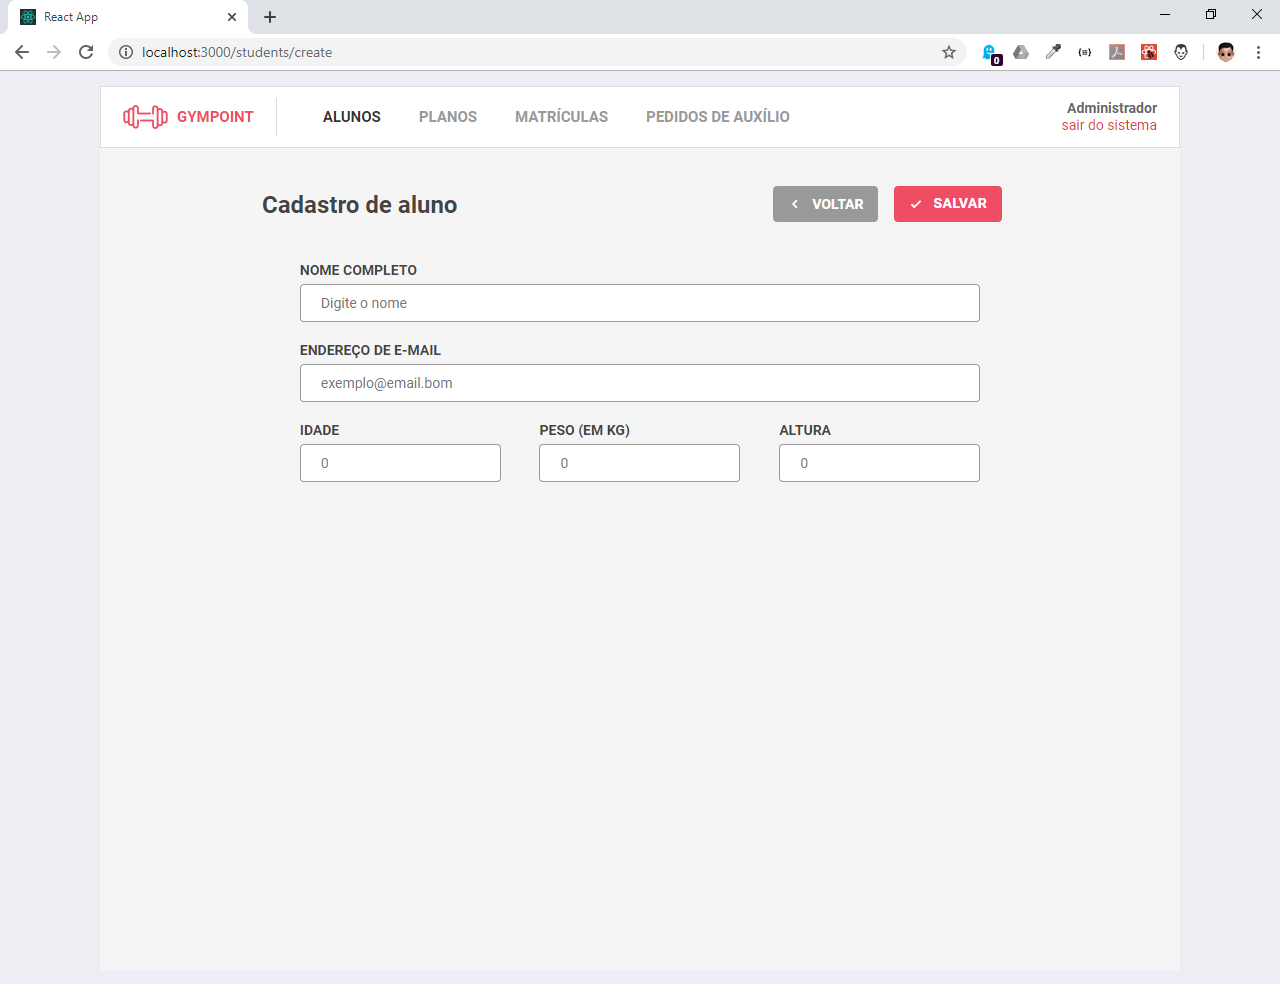 React App
localhost:3000/students/create
0
GYMPOINT
ALUNOS
PLANOS
MATRÍCULAS
PEDIDOS DE AUXÍLIO
Administrador
sair do sistema
Cadastro de aluno
VOLTAR
SALVAR
NOME COMPLETO
Digite o nome
ENDEREÇO DE E-MAIL
exemplo@email.bom
IDADE
PESO (EM KG)
ALTURA
0
0
0